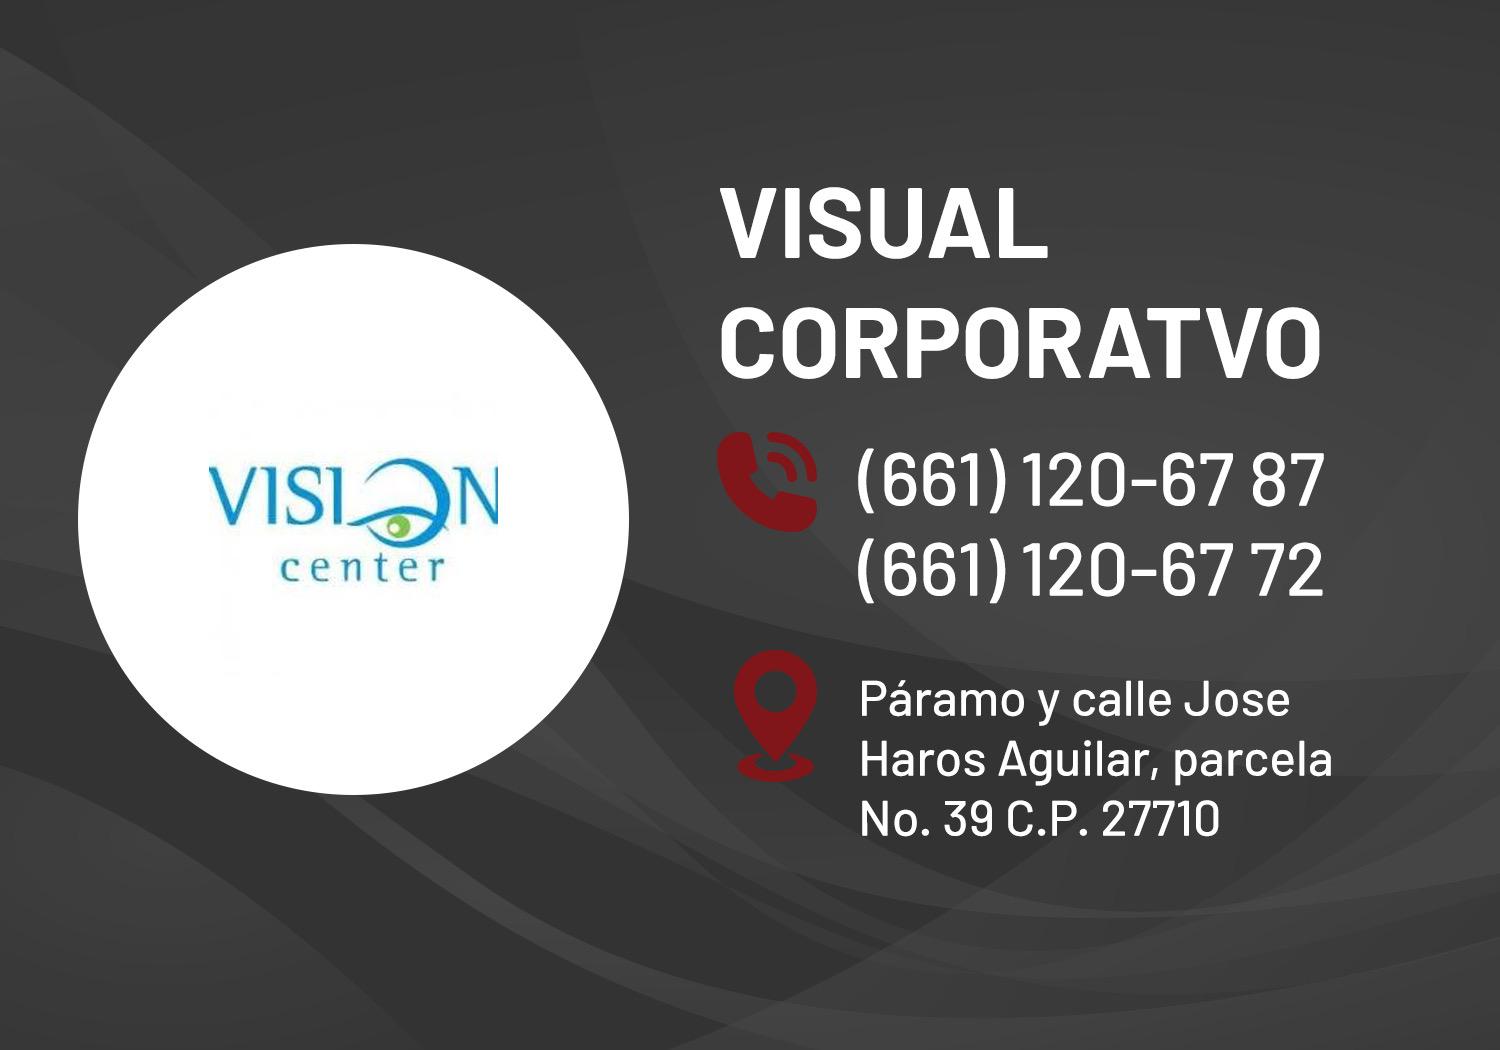 VISION
center
VISUAL
CORPORATVO
(661) 120-67 87
(661) 120-67 72
Páramo y calle Jose
Haros Aguilar, parcela
No. 39 C.P. 27710